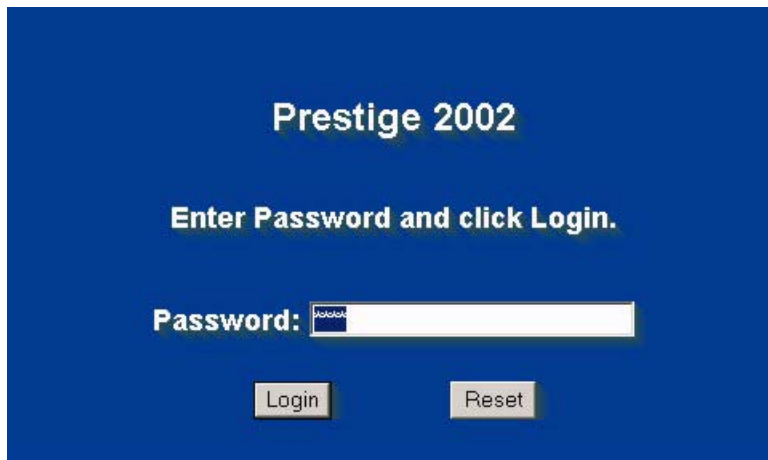 Prestige 2002
Enter Password and click Login.
Password: ****
Login Reset